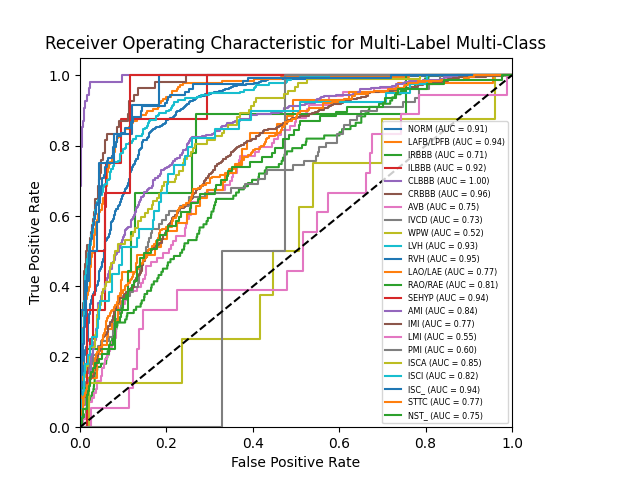 Receiver Operating Characteristic for Multi-Label Multi-Class
1.0
0.8
0.6
0.4
0.2
0.0
True Positive Rate
NORM (AUC = 0.91)
LAFB/LPFB (AUC = 0.94)
IRBBB (AUC = 0.71)
ILBBB (AUC = 0.92)
CLBBB (AUC = 1.00)
CRBBB (AUC = 0.96)
AVB (AUC = 0.75)
IVCD (AUC = 0.73)
WPW (AUC = 0.52)
LVH (AUC = 0.93)
RVH (AUC = 0.95)
LAO/LAE (AUC = 0.77)
RAO/RAE (AUC = 0.81)
SEHYP (AUC = 0.94)
AMI (AUC = 0.84)
IMI (AUC = 0.77)
LMI (AUC = 0.55)
PMI (AUC = 0.60)
ISCA (AUC = 0.85)
ISCI (AUC = 0.82)
ISC_ (AUC = 0.94)
STTC (AUC = 0.77)
NST_ (AUC = 0.75)
0.0 0.2 0.4 0.6 0.8 1.0
False Positive Rate